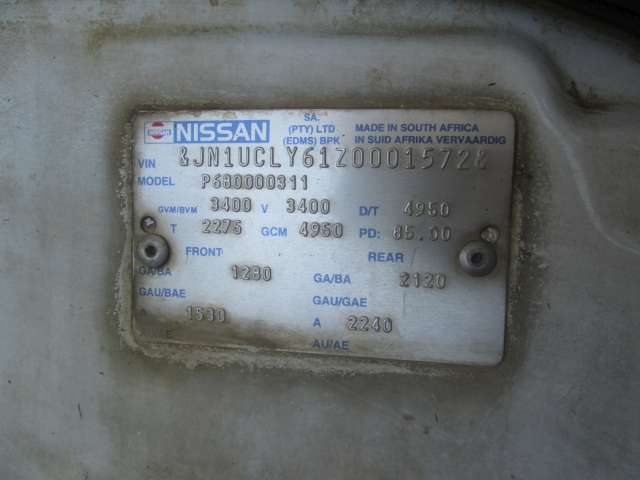 NISSAN SA. (PTY) LTD (EDMS) BPK MADE IN SOUTH AFRICA IN SUID AFRIKA VERVAARDIG
VIN &JN1UCLY61Z0001572&
MODEL P680000311
GVM/BVM 3400 V 3400 D/T 4950
T 2275 GCM 4950 PD: 85.00
FRONT REAR
GA/BA 1280 GA/BA 2120
GAU/BAE GAU/GAE
A 2240
E AU/AE